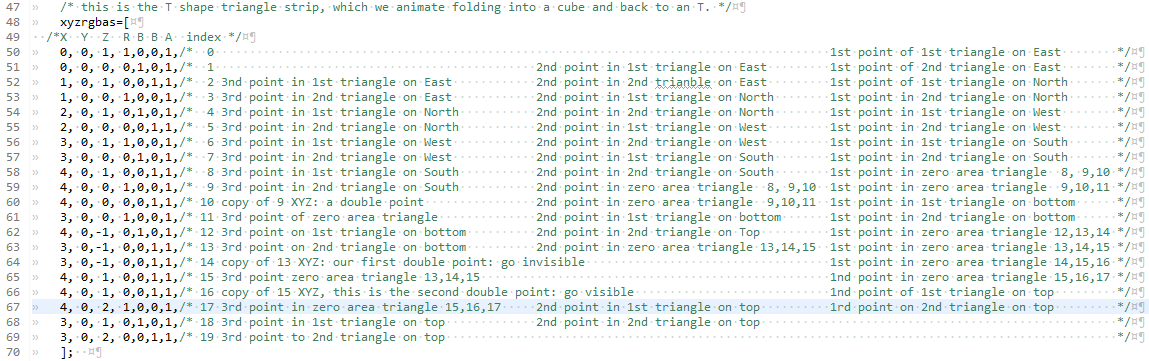 47 /* this is the T shape triangle strip, which we animate folding into a cube and back to an T. */
48 xyzrgbas=[
49 /*X Y Z R B B A index */
50 0, 0, 1, 1,0,0,1,/* 0 1st point of 1st triangle on East */
51 0, 0, 0, 0,1,0,1,/* 1 2nd point in 1st triangle on East 1st point of 2nd triangle on East */
52 1, 0, 1, 0,0,1,1,/* 2 3rd point in 1st triangle on East 2nd point in 2nd trianble on East 1st point of 1st triangle on North */
53 1, 0, 0, 1,0,0,1,/* 3 3rd point in 2nd triangle on East 2nd point in 1st triangle on North 1st point in 2nd triangle on North */
54 2, 0, 1, 0,1,0,1,/* 4 3rd point in 1st triangle on North 2nd point in 2nd triangle on North 1st point in 1st triangle on West */
55 2, 0, 0, 0,0,1,1,/* 5 3rd point in 2nd triangle on North 2nd point in 1st triangle on West 1st point in 2nd triangle on West */
56 3, 0, 1, 1,0,0,1,/* 6 3rd point in 1st triangle on West 2nd point in 2nd triangle on West 1st point in 1st triangle on South */
57 3, 0, 0, 0,1,0,1,/* 7 3rd point in 2nd triangle on West 2nd point in 1st triangle on South 1st point in 2nd triangle on South */
58 4, 0, 1, 0,0,1,1,/* 8 3rd point in 1st triangle on South 2nd point in 2nd triangle on South 1st point in zero area triangle 8, 9,10 */
59 4, 0, 0, 1,0,0,1,/* 9 3rd point in 2nd triangle on South 2nd point in zero area triangle 8, 9,10 1st point in zero area triangle 9,10,11 */
60 4, 0, 0, 0,0,1,1,/* 10 copy of 9 XYZ: a double point 2nd point in zero area triangle 9,10,11 1st point in 1st triangle on bottom */
61 3, 0, 0, 1,0,0,1,/* 11 3rd point of zero area triangle 2nd point in 1st triangle on bottom 1st point in 2nd triangle on bottom */
62 4, 0,-1, 0,1,0,1,/* 12 3rd point on 1st triangle on bottom 2nd point in 2nd triangle on Top 1st point in zero area triangle 12,13,14 */
63 3, 0,-1, 0,0,1,1,/* 13 3rd point on 2nd triangle on bottom 2nd point in zero area triangle 13,14,15 1st point in zero area triangle 13,14,15 */
64 3, 0,-1, 0,0,1,1,/* 14 copy of 13 XYZ: our first double point: go invisible 1st point in zero area triangle 14,15,16 */
65 4, 0, 1, 0,0,1,1,/* 15 3rd point zero area triangle 13,14,15 1nd point in zero area triangle 15,16,17 */
66 4, 0, 1, 0,0,1,1,/* 16 copy of 15 XYZ, this is the second double point: go visible 1nd point of 1st triangle on top */
67 4, 0, 2, 1,0,0,1,/* 17 3rd point in zero area triangle 15,16,17 2nd point in 1st triangle on top 1rd point on 2nd triangle on top */
68 3, 0, 1, 0,1,0,1,/* 18 3rd point in 1st triangle on top 2nd point in 2nd triangle on top */
69 3, 0, 2, 0,0,1,1,/* 19 3rd point to 2nd triangle on top */
70 ];